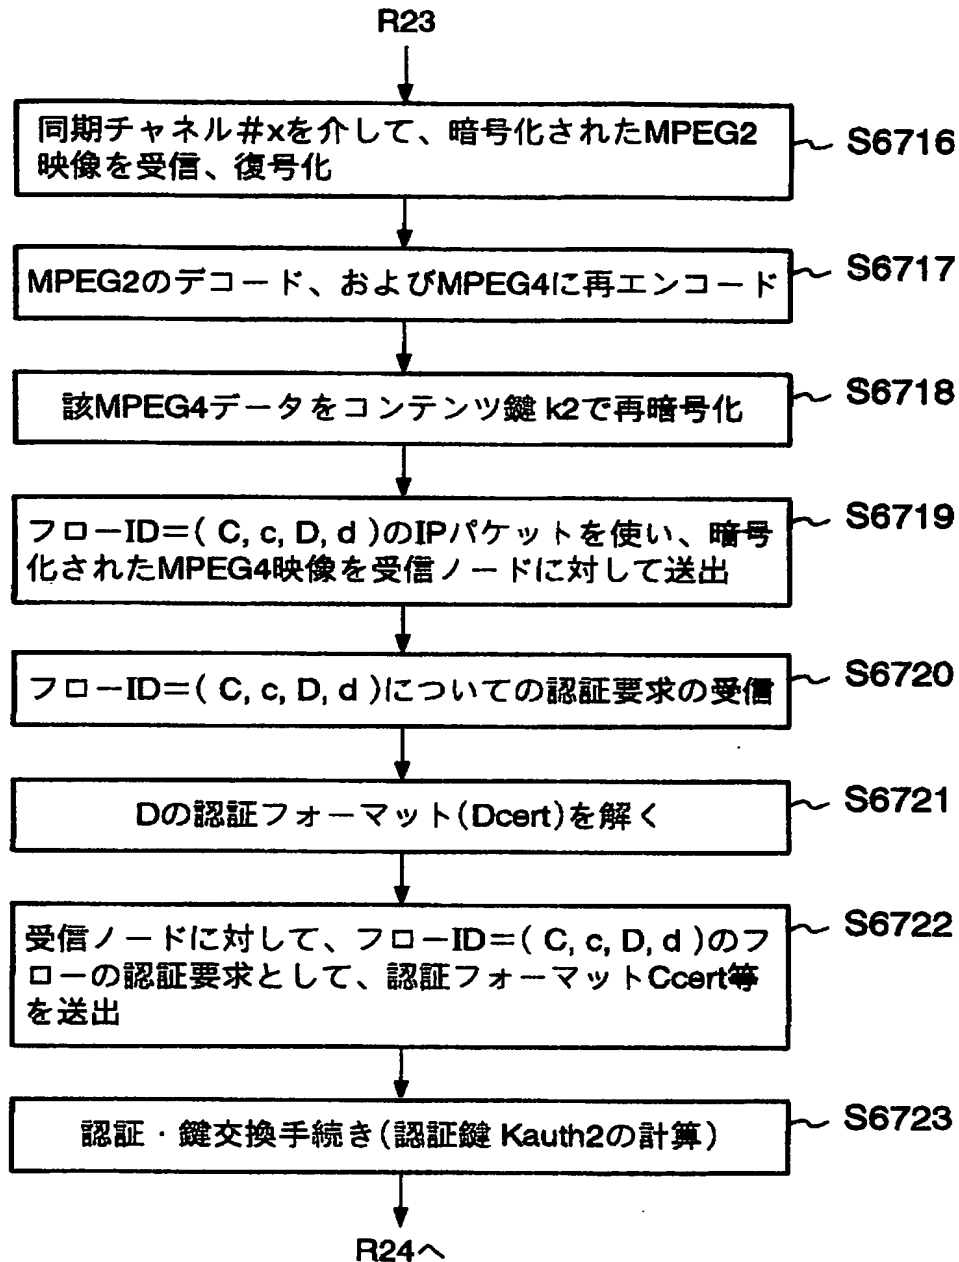 R23
同期チャネル#xを介して、暗号化されたMPEG2
映像を受信、復号化
S6716
MPEG2のデコード、およびMPEG4に再エンコード
S6717
該MPEG4データをコンテンツ鍵 k2で再暗号化
S6718
フローID=( C, c, D, d )のIPパケットを使い、暗号
化されたMPEG4映像を受信ノードに対して送出
S6719
フローID=( C, c, D, d )についての認証要求の受信
S6720
Dの認証フォーマット(Dcert)を解く
S6721
受信ノードに対して、フローID=( C, c, D, d )のフ
ローの認証要求として、認証フォーマットCcert等
を送出
S6722
認証・鍵交換手続き(認証鍵 Kauth2の計算)
S6723
R24へ